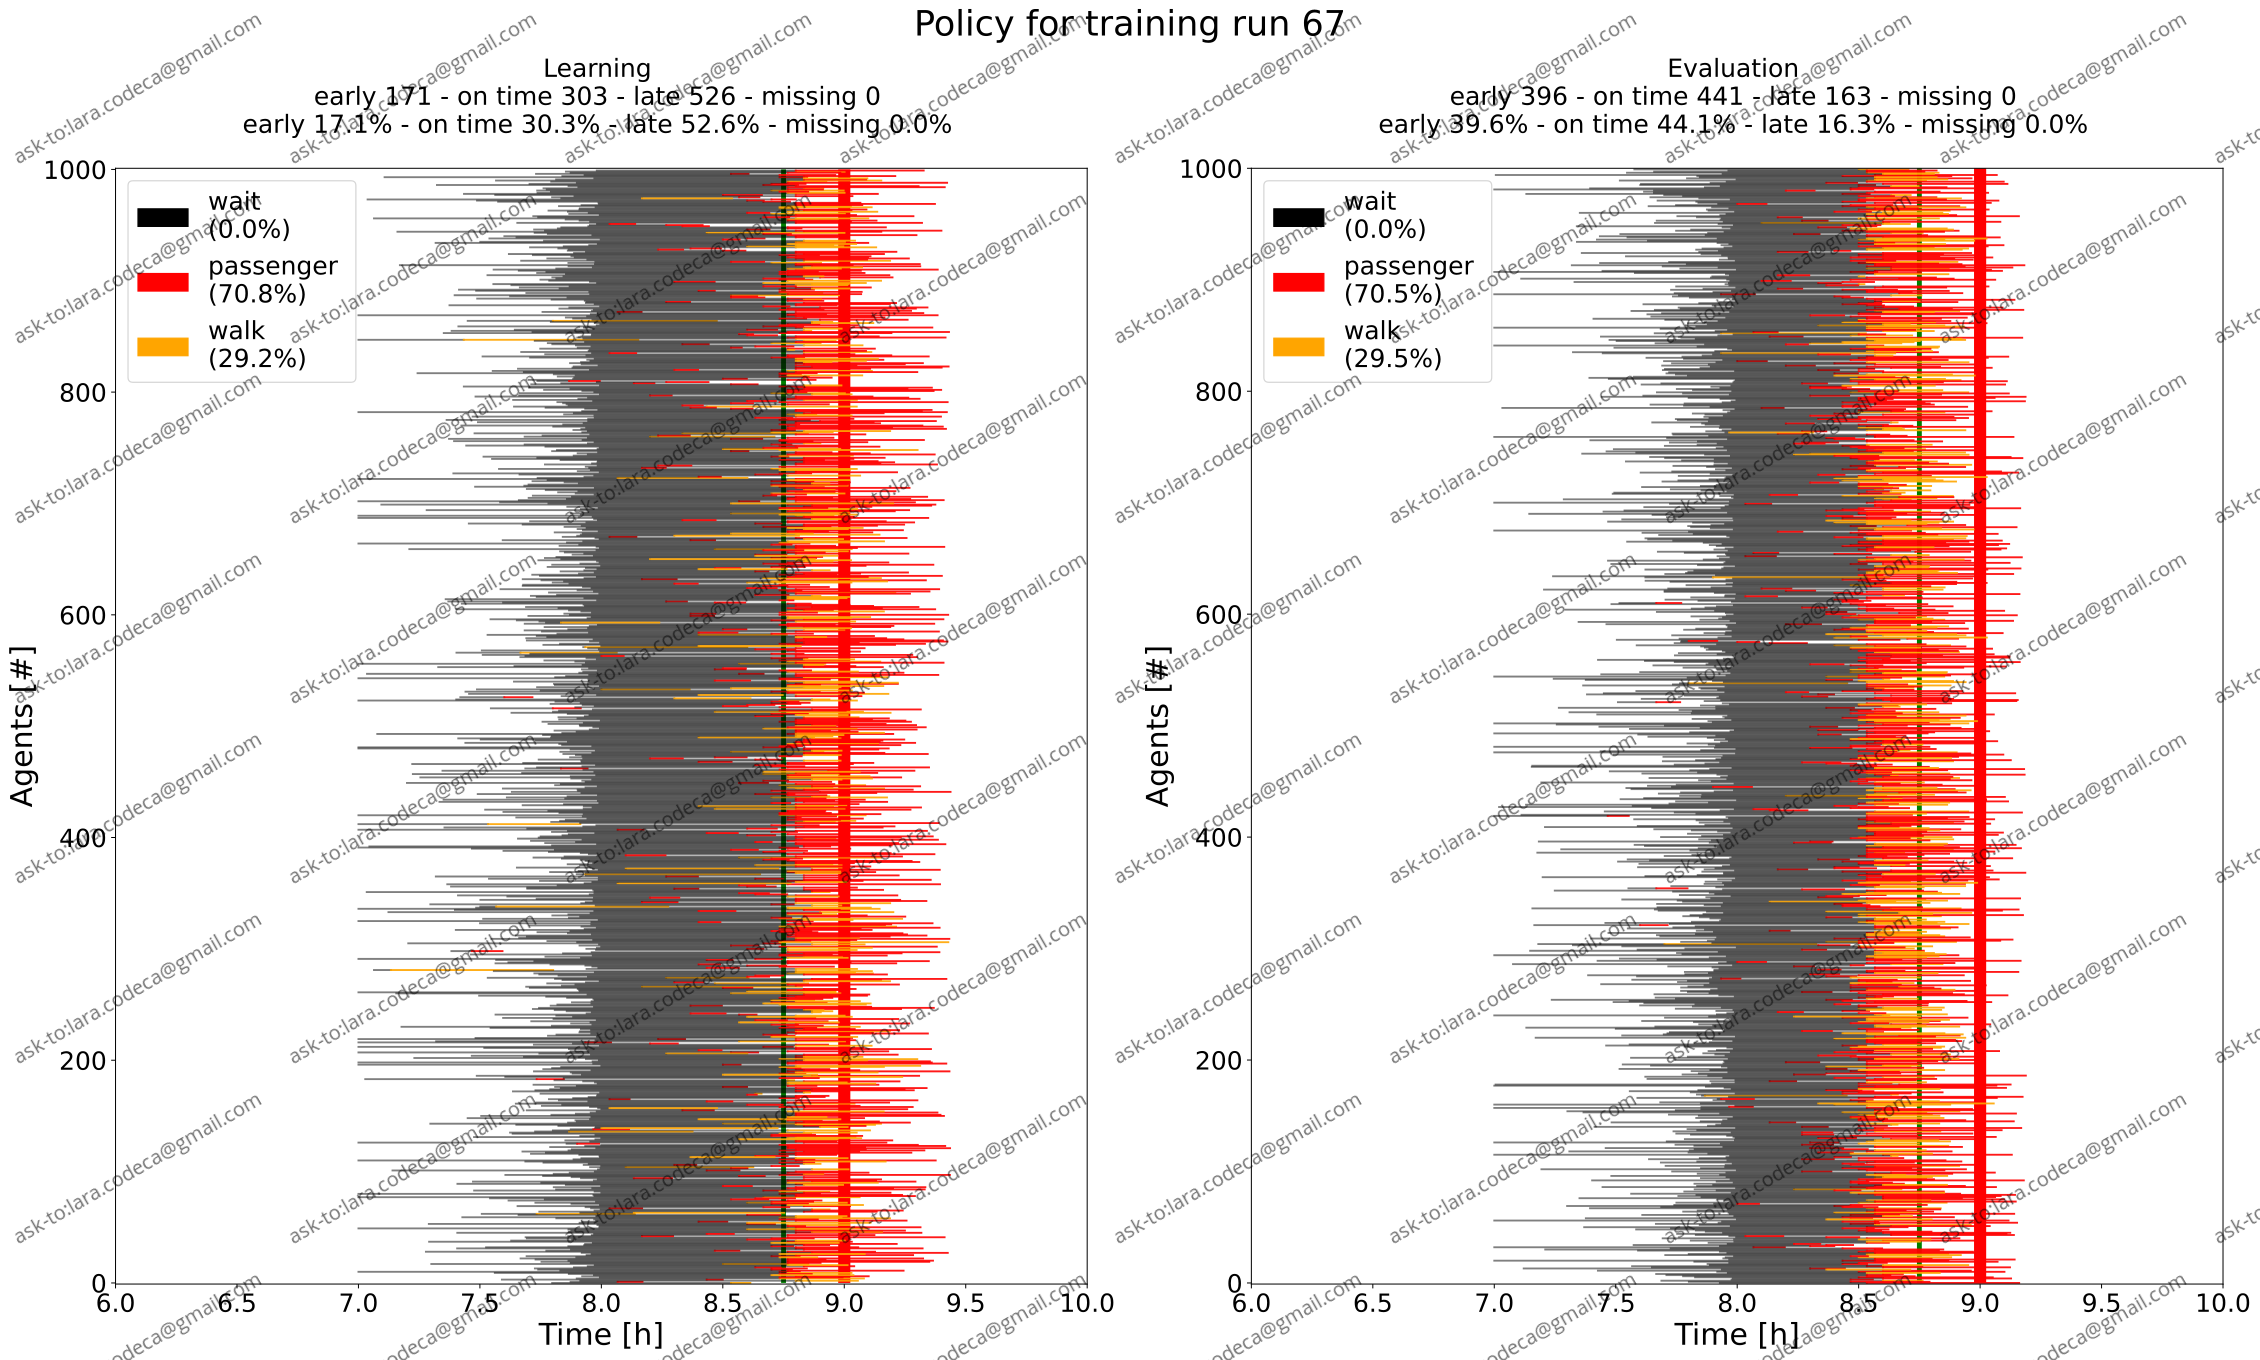 Policy for training run 67
Learning
early 171 - on time 303 - late 526 - missing 0
early 17.1% - on time 30.3% - late 52.6% - missing 0.0%
1000
800
600
400
200
0
Agents [#]
wait
(0.0%)
passenger
(70.8%)
walk
(29.2%)
6.0 6.5 7.0 7.5 8.0 8.5 9.0 9.5 10.0
Time [h]
Evaluation
early 396 - on time 441 - late 163 - missing 0
early 39.6% - on time 44.1% - late 16.3% - missing 0.0%
1000
800
600
400
200
0
Agents [#]
wait
(0.0%)
passenger
(70.5%)
walk
(29.5%)
6.0 6.5 7.0 7.5 8.0 8.5 9.0 9.5 10.0
Time [h]
ask-to:lara.codeca@gmail.com